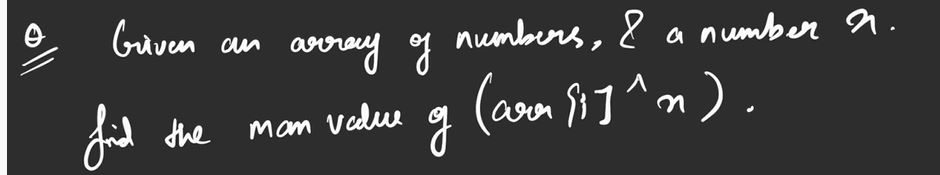 Q Given an array of numbers, & a number x.
find the max value of (arr[i] ^ x).